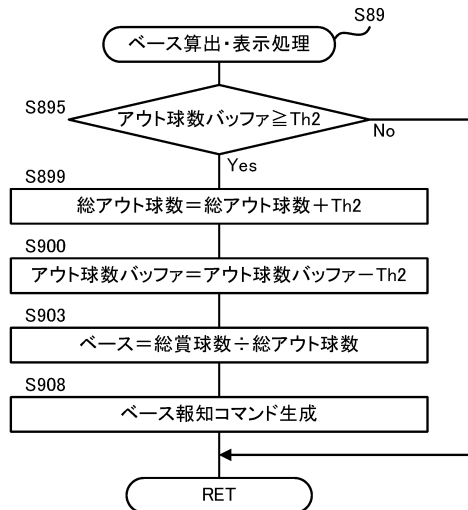 S89
ベース算出・表示処理
S895
アウト球数バッファ≧Th2
No
Yes
S899
総アウト球数=総アウト球数+Th2
S900
アウト球数バッファ=アウト球数バッファ-Th2
S903
ベース=総賞球数÷総アウト球数
S908
ベース報知コマンド生成
RET